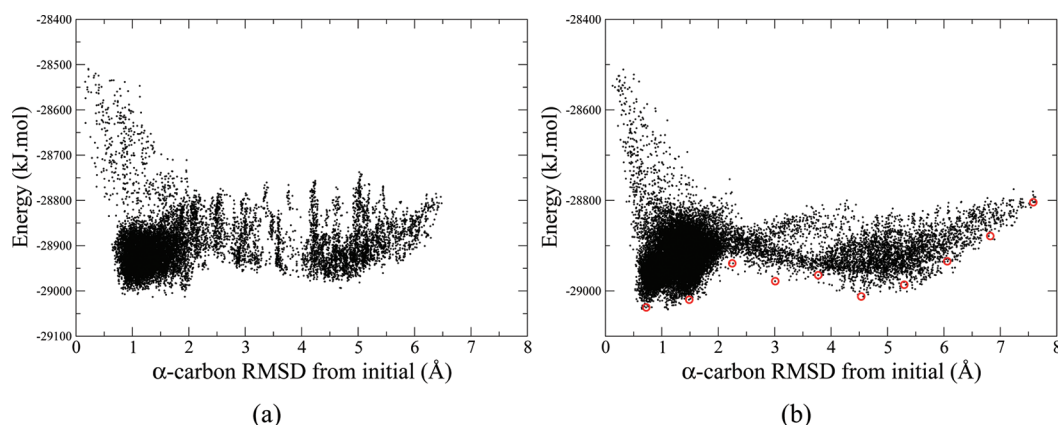 -28400
-28500
-28600
-28700
-28800
-28900
-29000
-29100
Energy (kJ.mol)
0 1 2 3 4 5 6 7 8
α-carbon RMSD from initial (Å)
(a)
-28400
-28600
-28800
-29000
Energy (kJ.mol)
0 1 2 3 4 5 6 7 8
α-carbon RMSD from initial (Å)
(b)